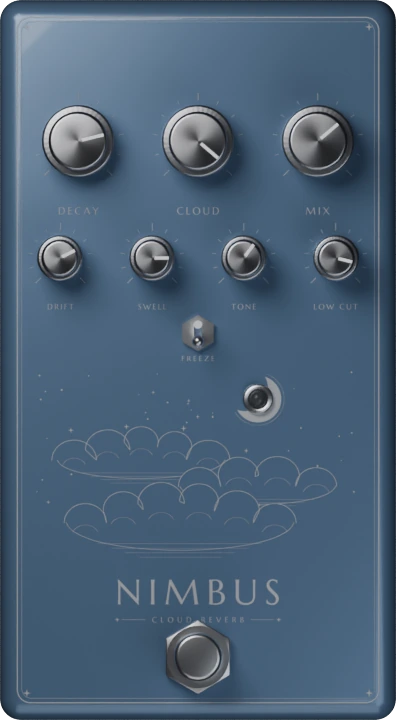 DECAY CLOUD MIX
DRIFT SWELL TONE LOW CUT
FREEZE
NIMBUS
CLOUD REVERB